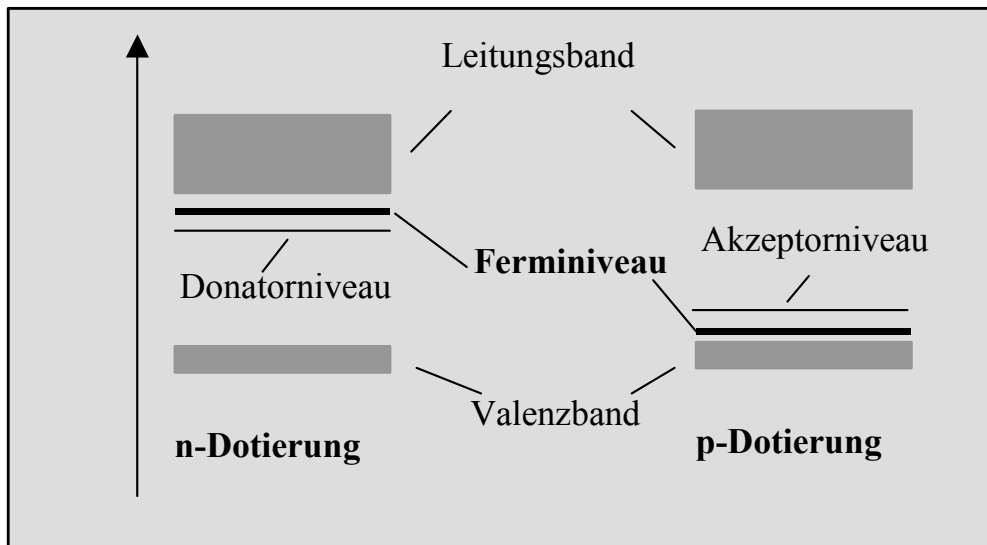 Leitungsband
Akzeptorniveau
Ferminiveau
Donatorniveau
Valenzband
n-Dotierung
p-Dotierung